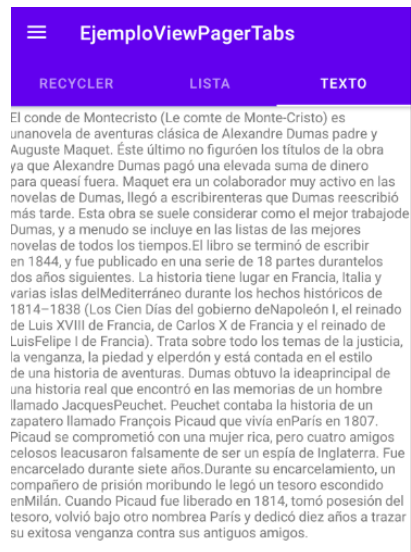 EjemploViewPagerTabs
RECYCLER LISTA TEXTO
El conde de Montecristo (Le comte de Monte-Cristo) es
unanovela de aventuras clásica de Alexandre Dumas padre y
Auguste Maquet. Éste último no figuróen los títulos de la obra
ya que Alexandre Dumas pagó una elevada suma de dinero
para queasí fuera. Maquet era un colaborador muy activo en las
novelas de Dumas, llegó a escribirenteras que Dumas reescribió
más tarde. Esta obra se suele considerar como el mejor trabajode
Dumas, y a menudo se incluye en las listas de las mejores
novelas de todos los tiempos.El libro se terminó de escribir
en 1844, y fue publicado en una serie de 18 partes durantelos
dos años siguientes. La historia tiene lugar en Francia, Italia y
varias islas delMediterráneo durante los hechos históricos de
1814–1838 (Los Cien Días del gobierno deNapoleón I, el reinado
de Luis XVIII de Francia, de Carlos X de Francia y el reinado de
LuisFelipe I de Francia). Trata sobre todo los temas de la justicia,
la venganza, la piedad y elperdón y está contada en el estilo
de una historia de aventuras. Dumas obtuvo la ideaprincipal de
una historia real que encontró en las memorias de un hombre
llamado JacquesPeuchet. Peuchet contaba la historia de un
zapatero llamado François Picaud que vivía enParís en 1807.
Picaud se comprometió con una mujer rica, pero cuatro amigos
celosos leacusaron falsamente de ser un espía de Inglaterra. Fue
encarcelado durante siete años.Durante su encarcelamiento, un
compañero de prisión moribundo le legó un tesoro escondido
enMilán. Cuando Picaud fue liberado en 1814, tomó posesión del
tesoro, volvió bajo otro nombrea París y dedicó diez años a trazar
su exitosa venganza contra sus antiguos amigos.